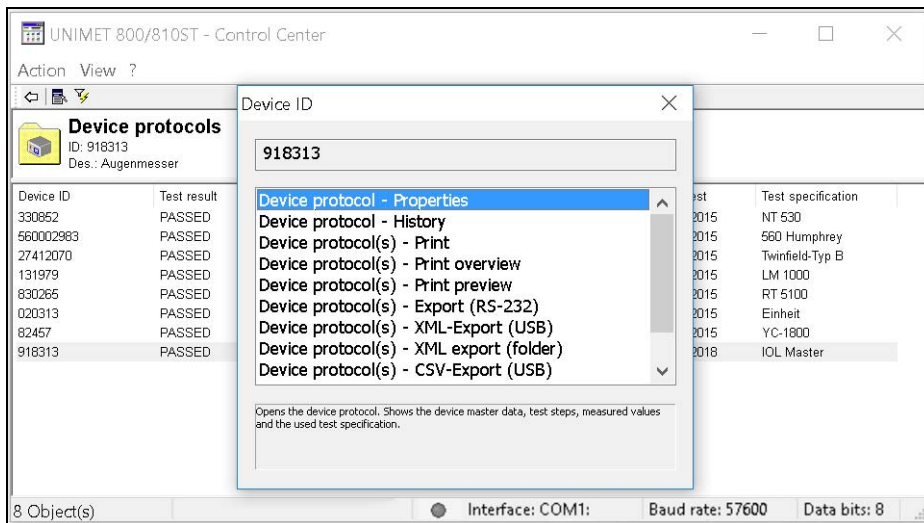 UNIMET 800/810ST - Control Center
Action View ?
Device protocols
ID: 918313
Des.: Augenmesser
Device ID
918313
Device protocol - Properties
Device protocol - History
Device protocol(s) - Print
Device protocol(s) - Print overview
Device protocol(s) - Print preview
Device protocol(s) - Export (RS-232)
Device protocol(s) - XML-Export (USB)
Device protocol(s) - XML export (folder)
Device protocol(s) - CSV-Export (USB)
Opens the device protocol. Shows the device master data, test steps, measured values
and the used test specification.
Device ID Test result Test specification
330852 PASSED 2015 NT 530
560002983 PASSED 2015 560 Humphrey
27412070 PASSED 2015 Twinfield-Typ B
131979 PASSED 2015 LM 1000
830265 PASSED 2015 RT 5100
020313 PASSED 2015 Einheit
82457 PASSED 2015 YC-1800
918313 PASSED 2018 IOL Master
8 Object(s) Interface: COM1: Baud rate: 57600 Data bits: 8